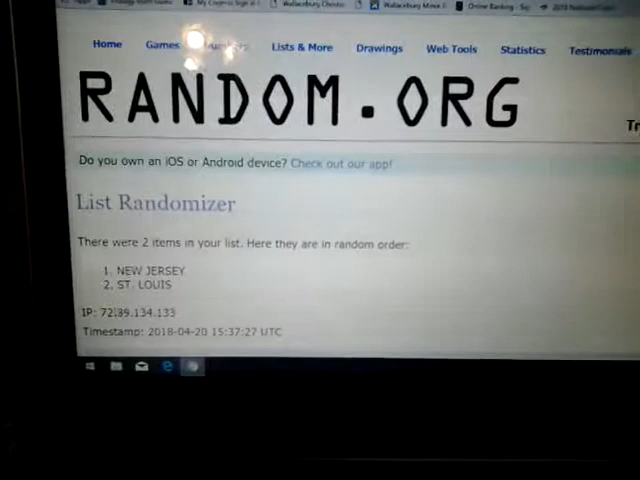 Home Games Lists & More Drawings Web Tools Statistics Testimonials
RANDOM.ORG
Do you own an iOS or Android device? Check out our app!
List Randomizer
There were 2 items in your list. Here they are in random order:
1. NEW JERSEY
2. ST. LOUIS
IP: 72.89.134.133
Timestamp: 2018-04-20 15:37:27 UTC